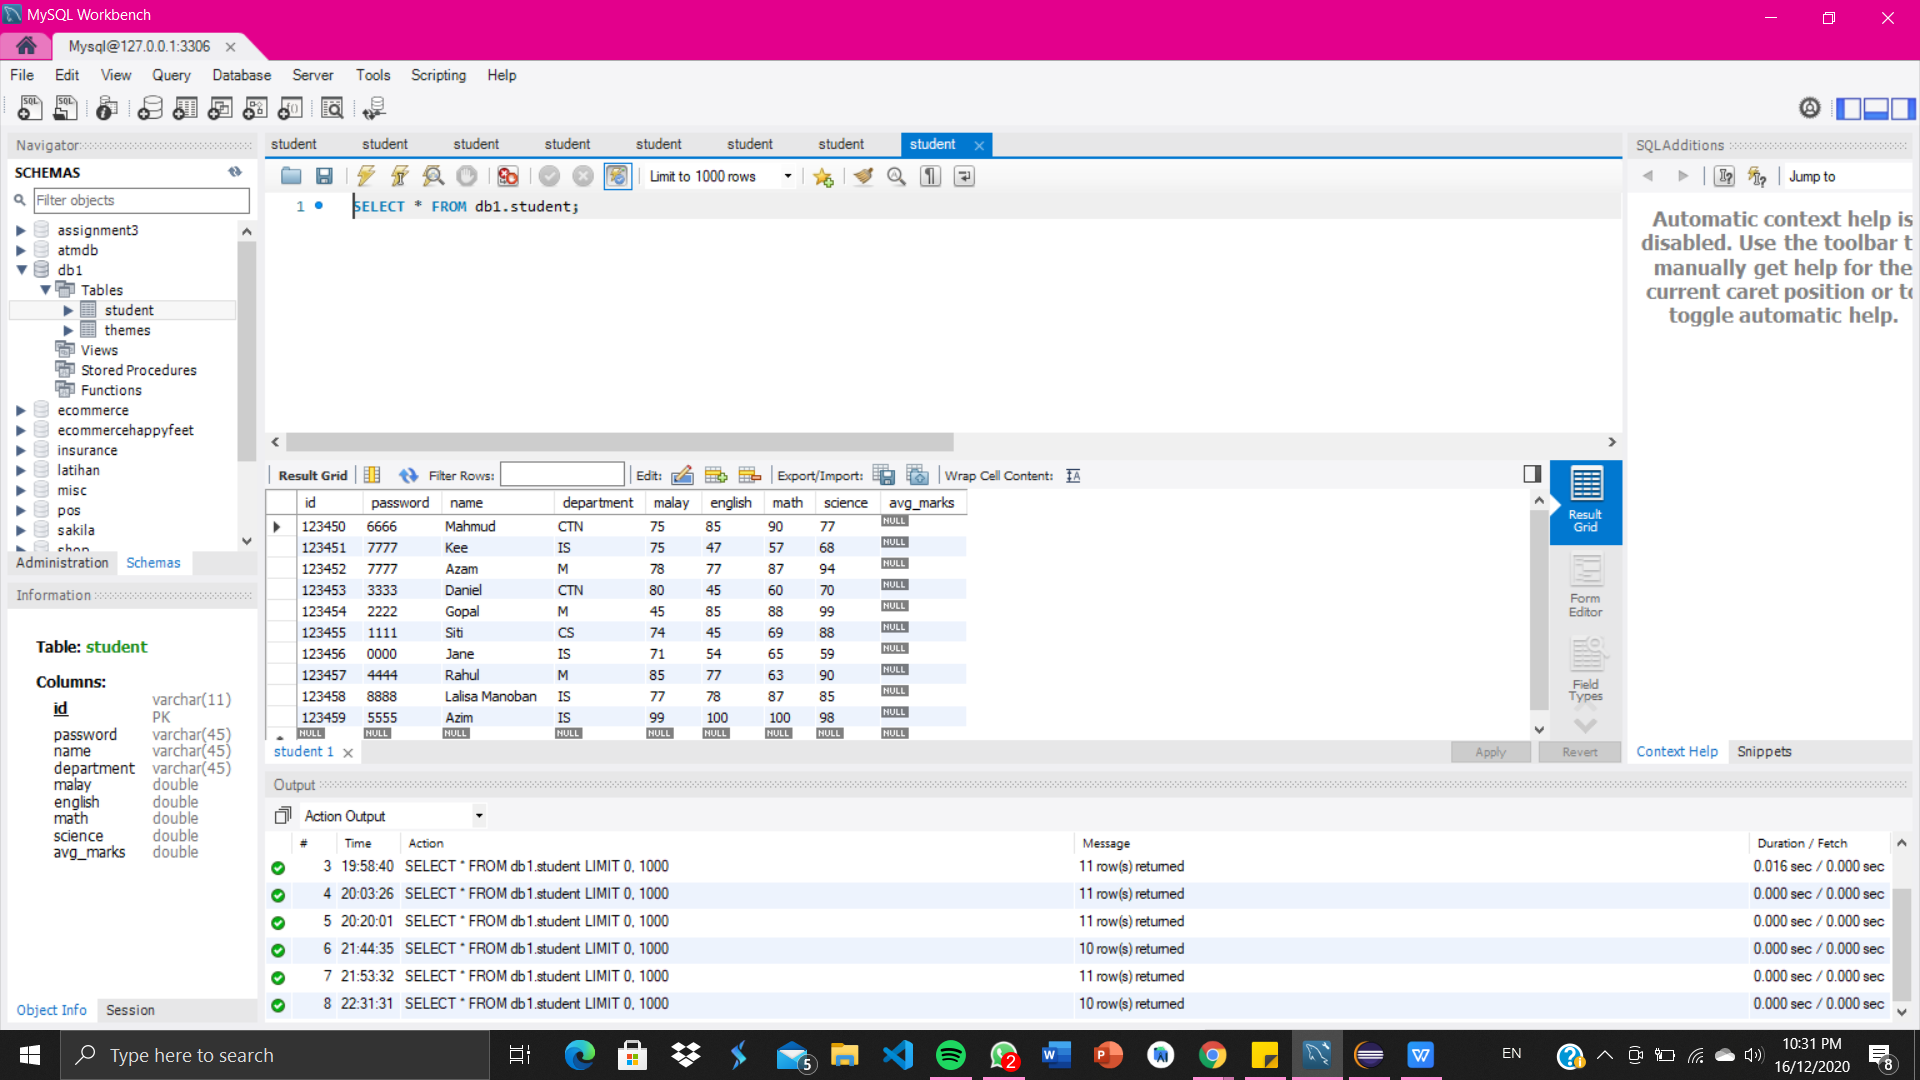 MySQL Workbench
Mysql@127.0.0.1:3306
File Edit View Query Database Server Tools Scripting Help
Navigator
SCHEMAS
Filter objects
assignment3
atmdb
db1
Tables
student
themes
Views
Stored Procedures
Functions
ecommerce
ecommercehappyfeet
insurance
latihan
misc
pos
sakila
shop
Administration Schemas
Information
Table: student
Columns:
id varchar(11) PK
password varchar(45)
name varchar(45)
department varchar(45)
malay double
english double
math double
science double
avg_marks double
Object Info Session
student student student student student student student student
Limit to 1000 rows
1 SELECT * FROM db1.student;
Result Grid Filter Rows: Edit: Export/Import: Wrap Cell Content:
id password name department malay english math science avg_marks
123450 6666 Mahmud CTN 75 85 90 77 NULL
123451 7777 Kee IS 75 47 57 68 NULL
123452 7777 Azam M 78 77 87 94 NULL
123453 3333 Daniel CTN 80 45 60 70 NULL
123454 2222 Gopal M 45 85 88 99 NULL
123455 1111 Siti CS 74 45 69 88 NULL
123456 0000 Jane IS 71 54 65 59 NULL
123457 4444 Rahul M 85 77 63 90 NULL
123458 8888 Lalisa Manoban IS 77 78 87 85 NULL
123459 5555 Azim IS 99 100 100 98 NULL
NULL NULL NULL NULL NULL NULL NULL NULL NULL
Result
Grid
Form
Editor
Field
Types
student 1
Apply Revert
SQLAdditions
Jump to
Automatic context help is
disabled. Use the toolbar t
manually get help for the
current caret position or to
toggle automatic help.
Context Help Snippets
Output
Action Output
# Time Action Message Duration / Fetch
3 19:58:40 SELECT * FROM db1.student LIMIT 0, 1000 11 row(s) returned 0.016 sec / 0.000 sec
4 20:03:26 SELECT * FROM db1.student LIMIT 0, 1000 11 row(s) returned 0.000 sec / 0.000 sec
5 20:20:01 SELECT * FROM db1.student LIMIT 0, 1000 11 row(s) returned 0.000 sec / 0.000 sec
6 21:44:35 SELECT * FROM db1.student LIMIT 0, 1000 10 row(s) returned 0.000 sec / 0.000 sec
7 21:53:32 SELECT * FROM db1.student LIMIT 0, 1000 11 row(s) returned 0.000 sec / 0.000 sec
8 22:31:31 SELECT * FROM db1.student LIMIT 0, 1000 10 row(s) returned 0.000 sec / 0.000 sec
Type here to search
5
2
EN
10:31 PM
16/12/2020
8